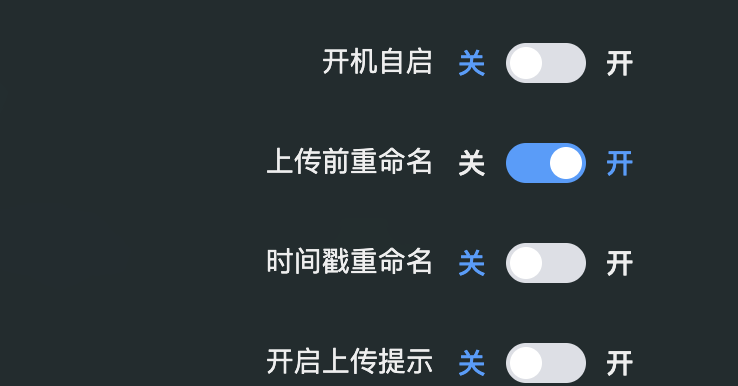 开机自启 关 开
上传前重命名 关 开
时间戳重命名 关 开
开启上传提示 关 开